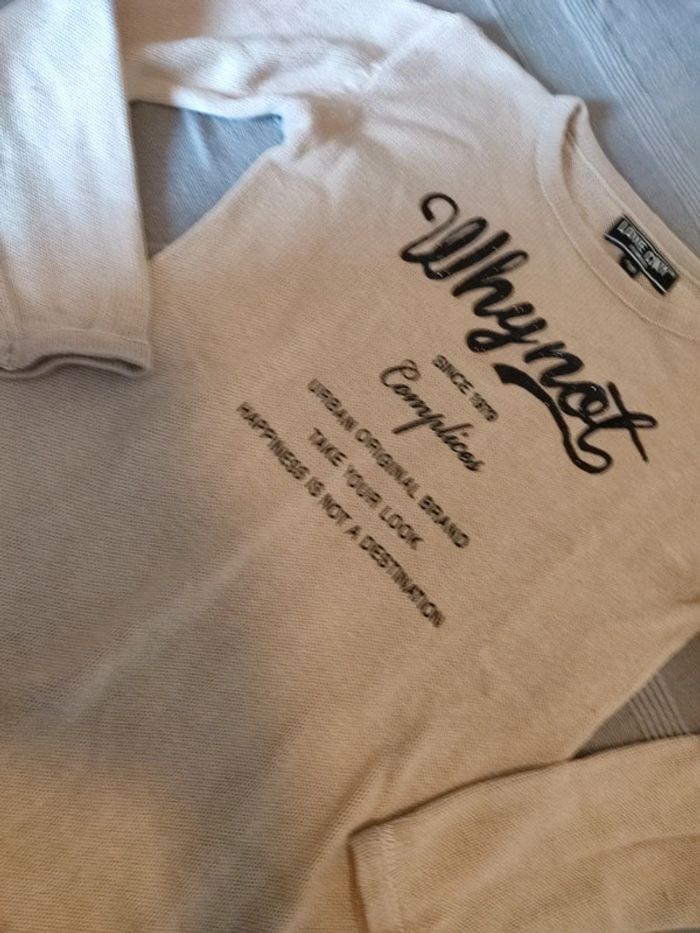 Whynot
SINCE 1979
Complices
URBAN ORIGINAL BRAND
TAKE YOUR LOOK
HAPPINESS IS NOT A DESTINATION